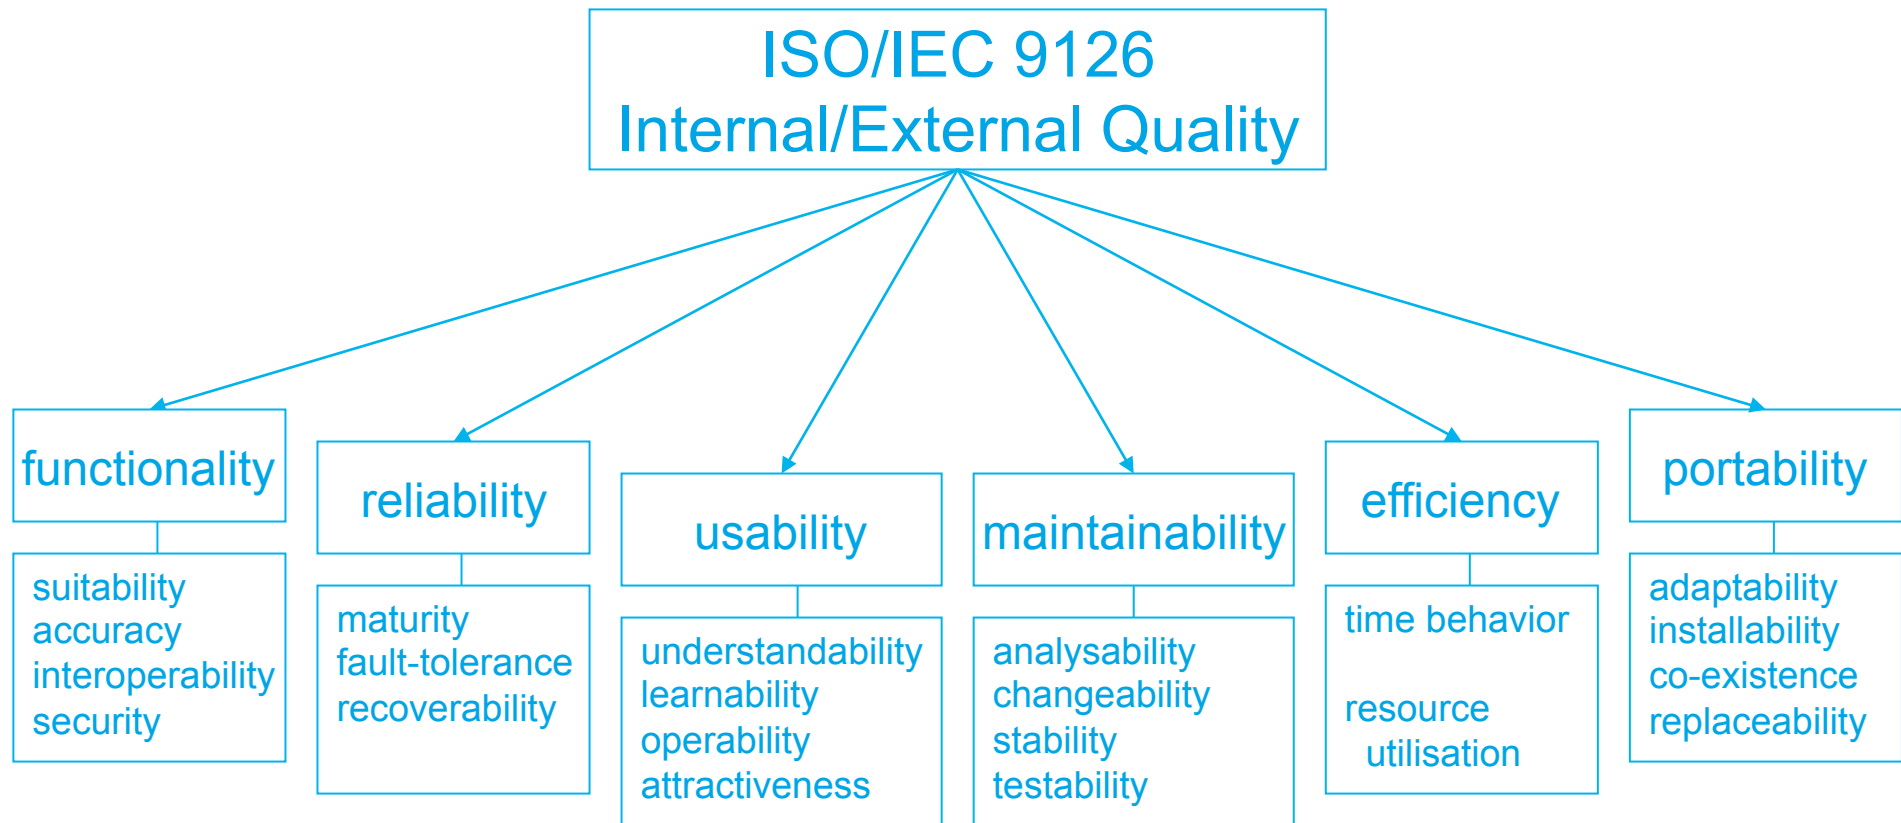 ISO/IEC 9126
Internal/External Quality
functionality
suitability
accuracy
interoperability
security
reliability
maturity
fault-tolerance
recoverability
usability
understandability
learnability
operability
attractiveness
maintainability
analysability
changeability
stability
testability
efficiency
time behavior
resource
utilisation
portability
adaptability
installability
co-existence
replaceability